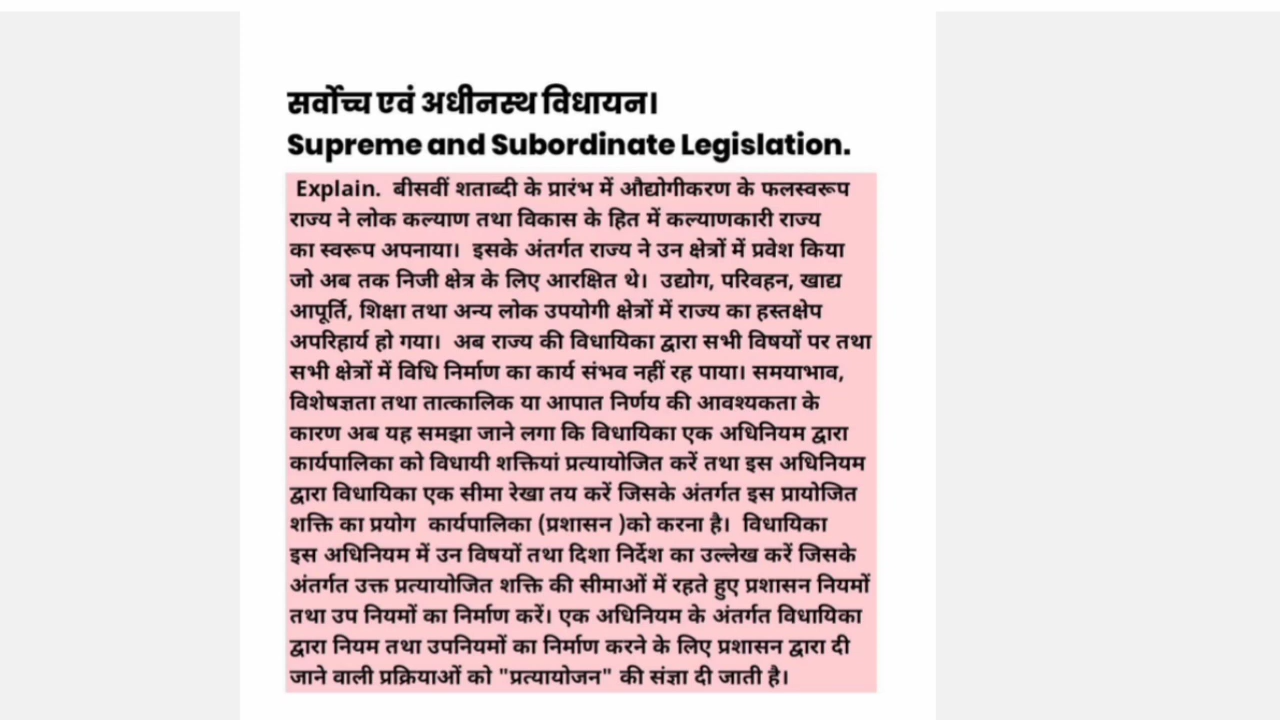 सर्वोच्च एवं अधीनस्थ विधायन।
Supreme and Subordinate Legislation.
Explain. बीसवीं शताब्दी के प्रारंभ में औद्योगीकरण के फलस्वरूप
राज्य ने लोक कल्याण तथा विकास के हित में कल्याणकारी राज्य
का स्वरूप अपनाया। इसके अंतर्गत राज्य ने उन क्षेत्रों में प्रवेश किया
जो अब तक निजी क्षेत्र के लिए आरक्षित थे। उद्योग, परिवहन, खाद्य
आपूर्ति, शिक्षा तथा अन्य लोक उपयोगी क्षेत्रों में राज्य का हस्तक्षेप
अपरिहार्य हो गया। अब राज्य की विधायिका द्वारा सभी विषयों पर तथा
सभी क्षेत्रों में विधि निर्माण का कार्य संभव नहीं रह पाया। समयाभाव,
विशेषज्ञता तथा तात्कालिक या आपात निर्णय की आवश्यकता के
कारण अब यह समझा जाने लगा कि विधायिका एक अधिनियम द्वारा
कार्यपालिका को विधायी शक्तियां प्रत्यायोजित करें तथा इस अधिनियम
द्वारा विधायिका एक सीमा रेखा तय करें जिसके अंतर्गत इस प्रायोजित
शक्ति का प्रयोग कार्यपालिका (प्रशासन )को करना है। विधायिका
इस अधिनियम में उन विषयों तथा दिशा निर्देश का उल्लेख करें जिसके
अंतर्गत उक्त प्रत्यायोजित शक्ति की सीमाओं में रहते हुए प्रशासन नियमों
तथा उप नियमों का निर्माण करें। एक अधिनियम के अंतर्गत विधायिका
द्वारा नियम तथा उपनियमों का निर्माण करने के लिए प्रशासन द्वारा दी
जाने वाली प्रक्रियाओं को "प्रत्यायोजन" की संज्ञा दी जाती है।